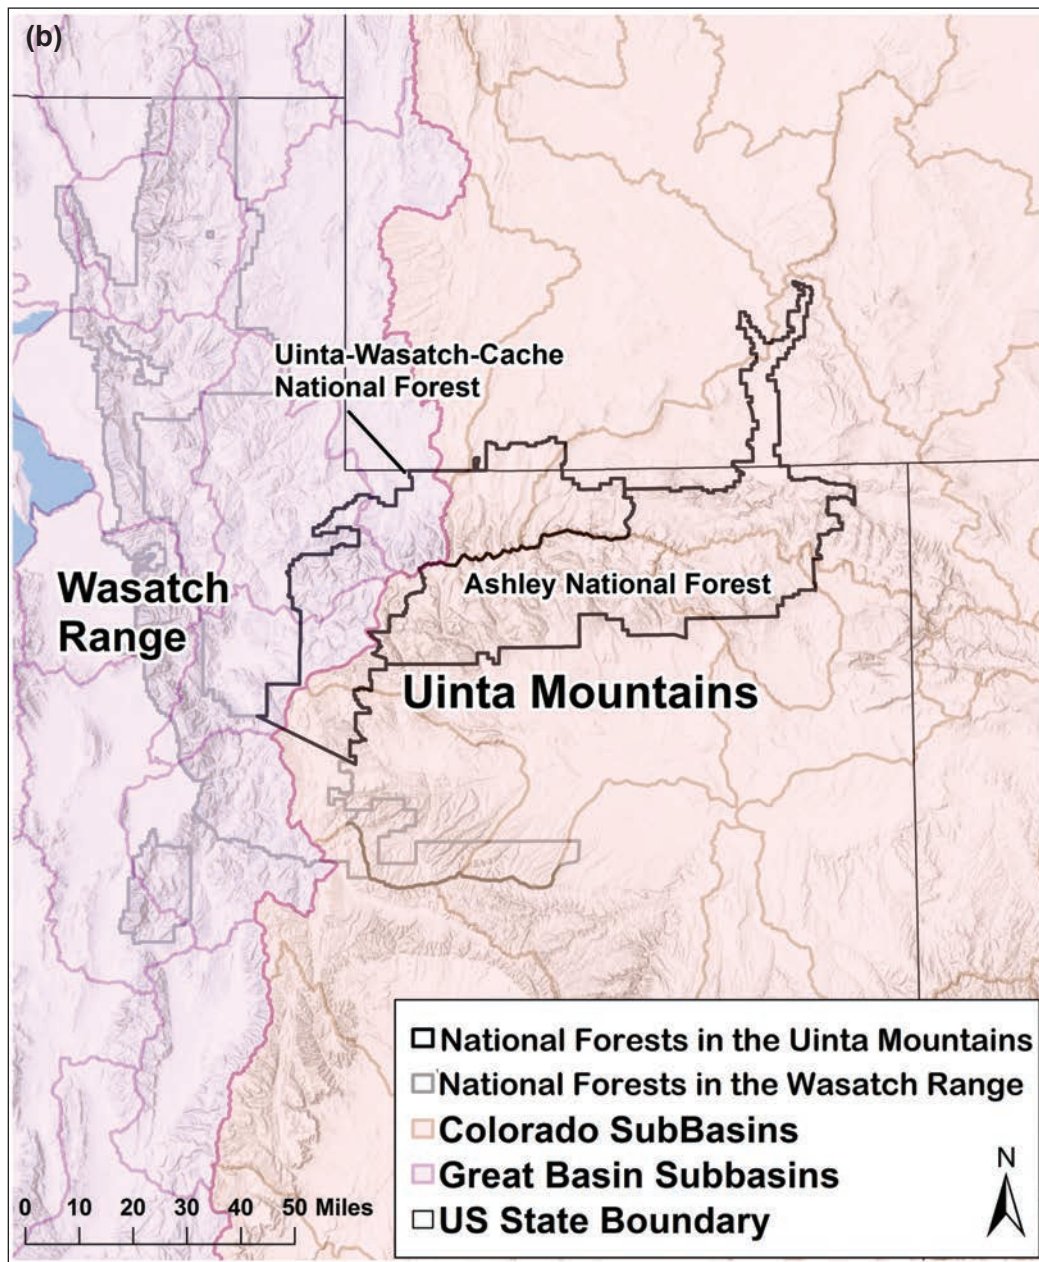 (b)
Uinta-Wasatch-Cache
National Forest
Wasatch
Range
Ashley National Forest
Uinta Mountains
National Forests in the Uinta Mountains
National Forests in the Wasatch Range
Colorado SubBasins
Great Basin Subbasins
US State Boundary
N
0 10 20 30 40 50 Miles